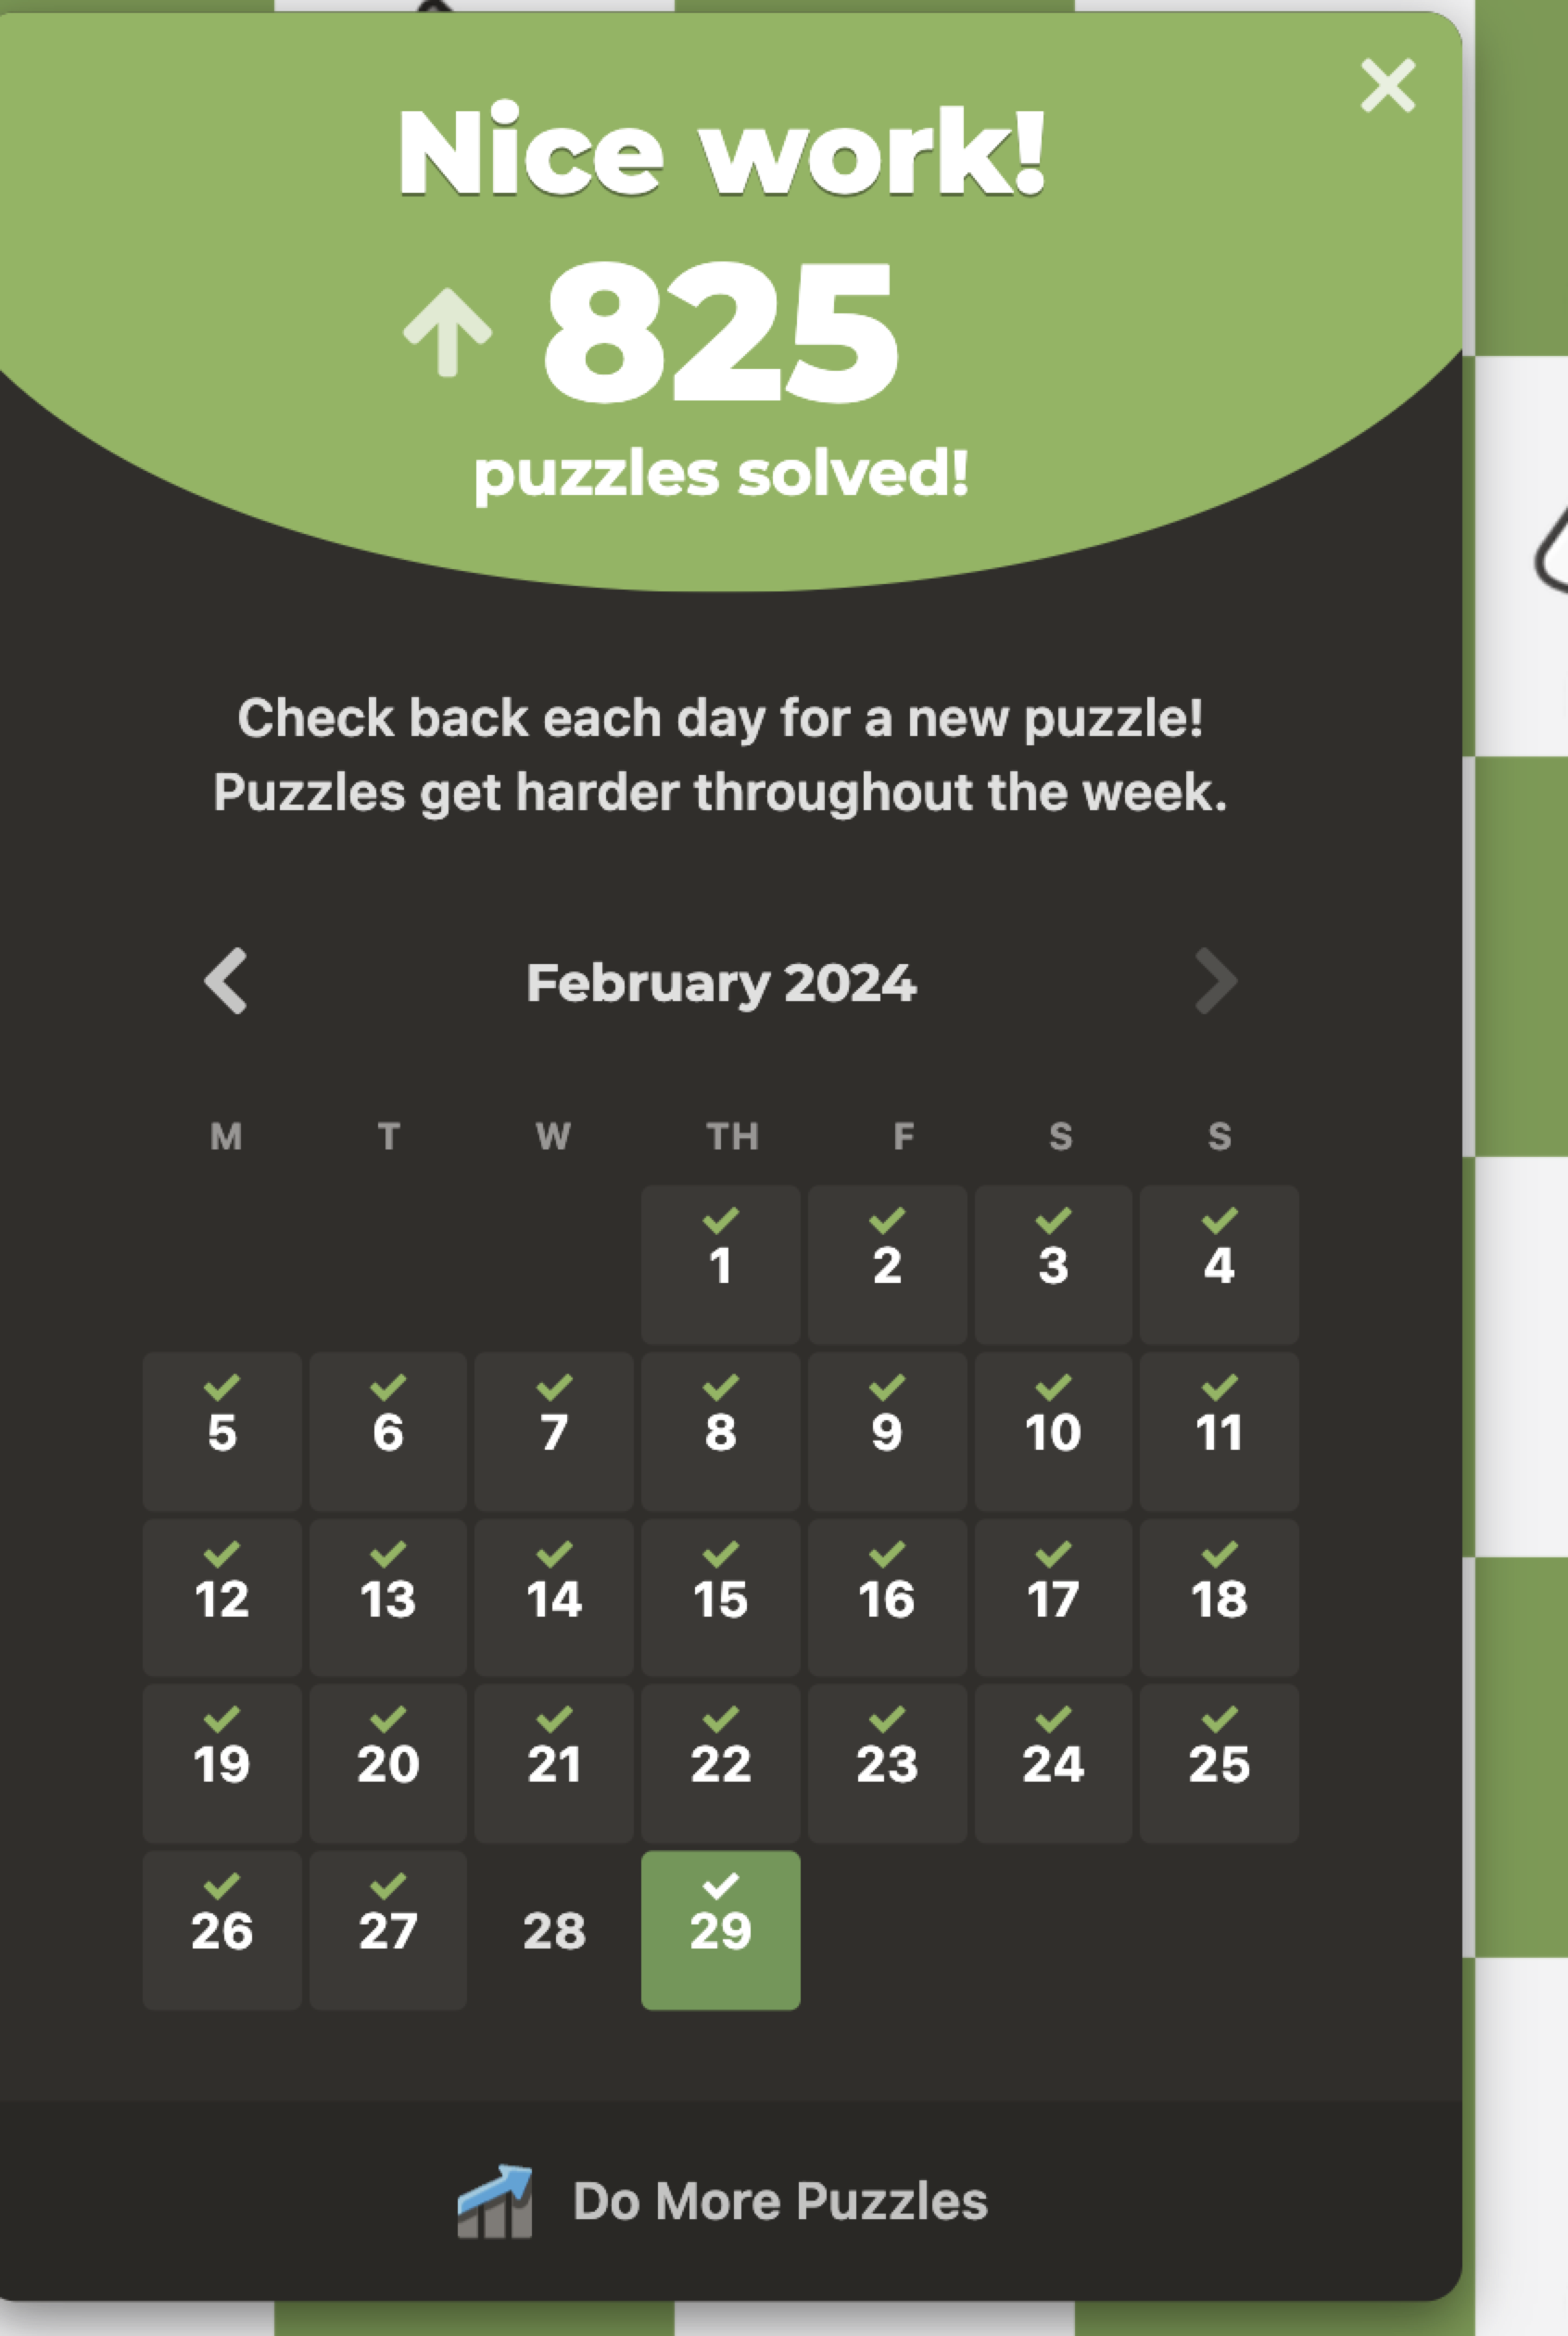 Nice work!
825
puzzles solved!
Check back each day for a new puzzle!
Puzzles get harder throughout the week.
February 2024
M T W TH F S S
1 2 3 4
5 6 7 8 9 10 11
12 13 14 15 16 17 18
19 20 21 22 23 24 25
26 27 28 29
Do More Puzzles